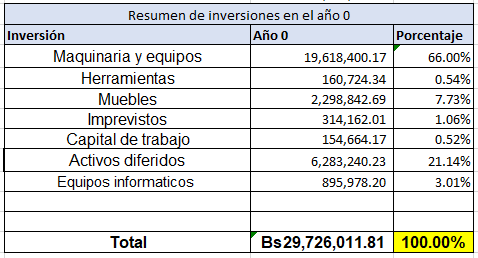 Resumen de inversiones en el año 0
Inversión Año 0 Porcentaje
Maquinaria y equipos 19,618,400.17 66.00%
Herramientas 160,724.34 0.54%
Muebles 2,298,842.69 7.73%
Imprevistos 314,162.01 1.06%
Capital de trabajo 154,664.17 0.52%
Activos diferidos 6,283,240.23 21.14%
Equipos informaticos 895,978.20 3.01%
Total Bs29,726,011.81 100.00%